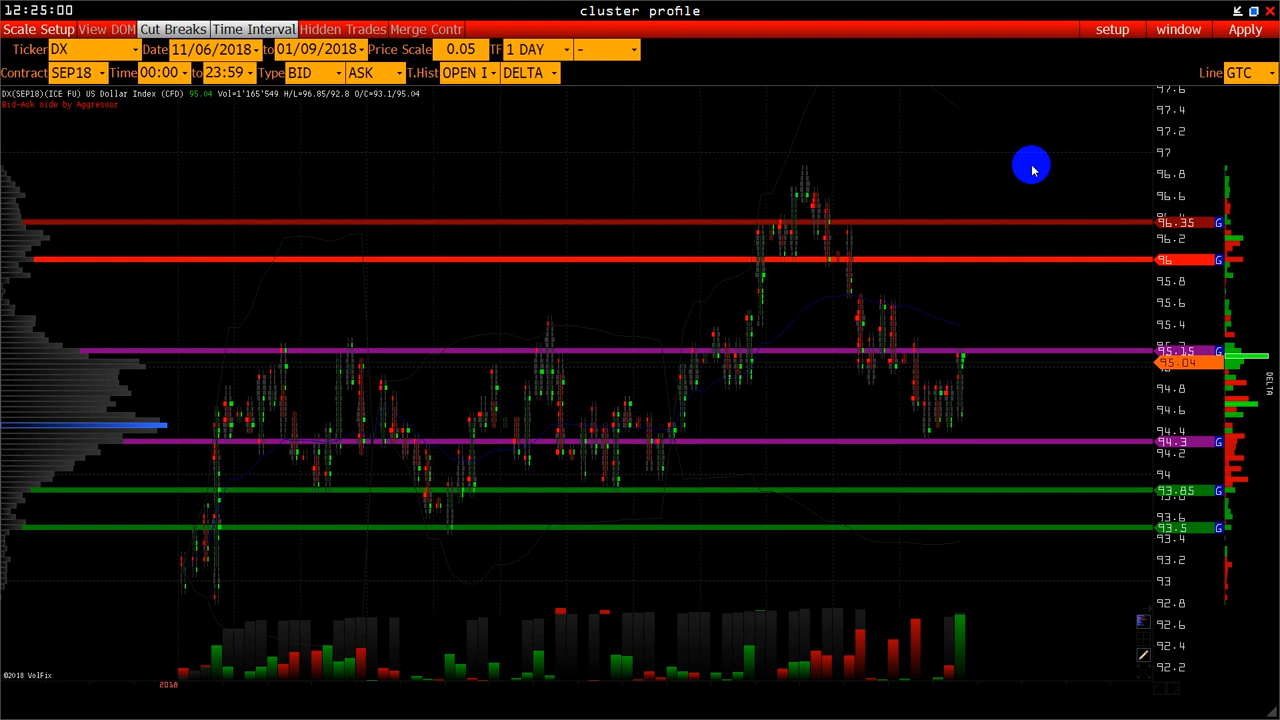 12:25:00
cluster profile
Scale Setup View DOM Cut Breaks Time Interval Hidden Trades Merge Contr setup window Apply
Ticker DX Date 11/06/2018 to 01/09/2018 Price Scale 0.05 TF 1 DAY -
Contract SEP18 Time 00:00 to 23:59 Type BID ASK T.Hist OPEN I DELTA Line GTC
DX(SEP18)(ICE FU) US Dollar Index (CFD) 95.04 Vol=1'165'549 H/L=96.85/92.8 O/C=93.1/95.04
Bid-Ask side by Aggressor
97.6
97.4
97.2
97
96.8
96.6
96.35 G
96.2
96 G
95.8
95.6
95.4
95.15 G
95.04
DELTA
94.8
94.6
94.4
94.3 G
94.2
94
93.85 G
93.6
93.5 G
93.4
93.2
93
92.8
92.6
92.4
92.2
©2018 VolFix
2018